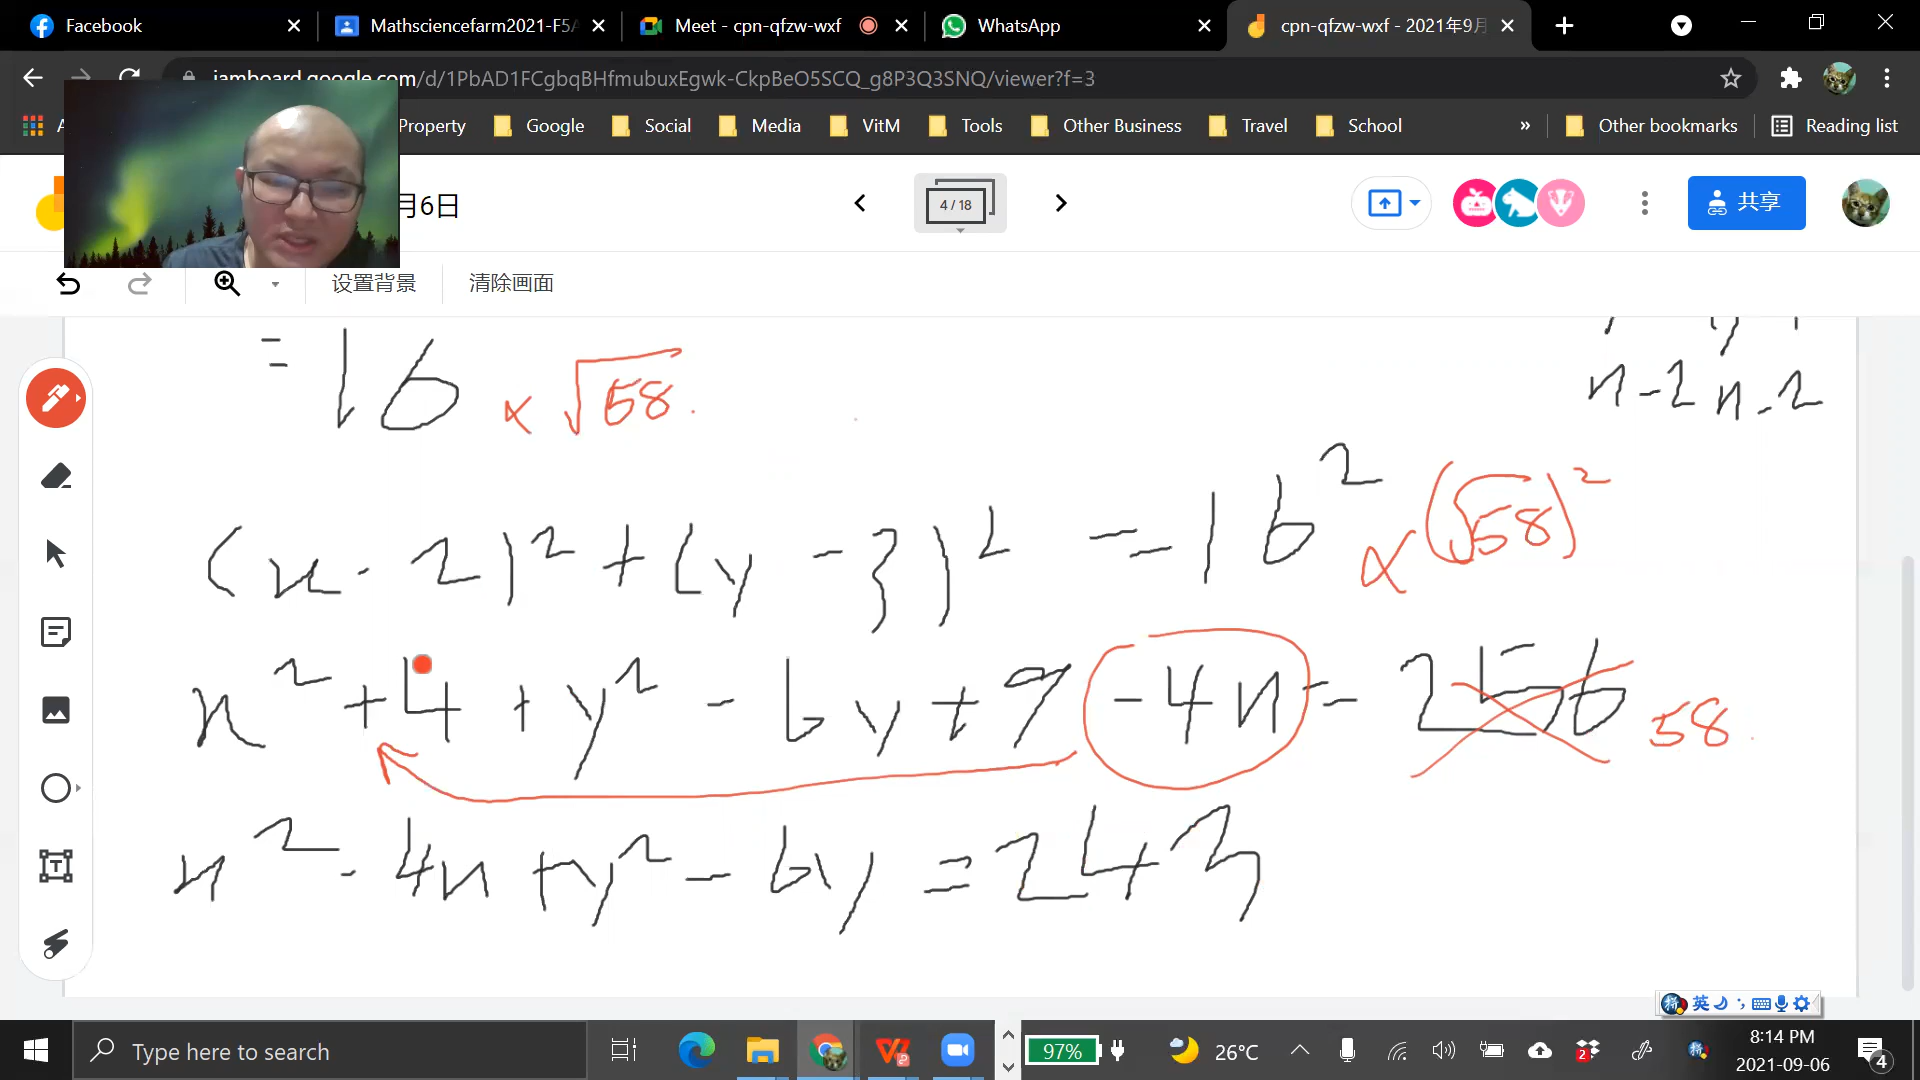 Facebook
Mathsciencefarm2021-F5A
Meet - cpn-qfzw-wxf
WhatsApp
cpn-qfzw-wxf - 2021年9月
jamboard.google.com/d/1PbAD1FCgbqBHfmubuxEgwk-CkpBeO5SCQ_g8P3Q3SNQ/viewer?f=3
Property
Google
Social
Media
VitM
Tools
Other Business
Travel
School
»
Other bookmarks
Reading list
月6日
4 / 18
共享
设置背景
清除画面
= 16 × √58.
n - 2 n - 2
(x - 2)² + (y - 3)² = 16² × (√58)²
x² + 4 + y² - 6y + 9 - 4x = 256 58.
x² - 4x + y² - 6y = 243
英
Type here to search
97%
26°C
2
8:14 PM
2021-09-06
4